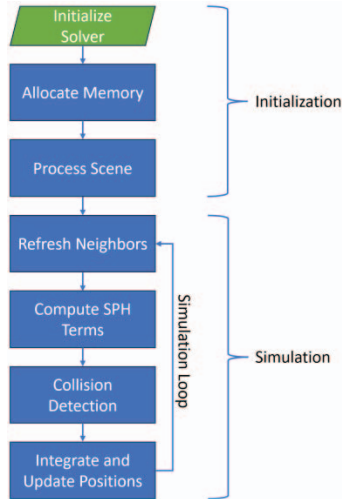 Initialize
Solver
Allocate Memory
Initialization
Process Scene
Refresh Neighbors
Compute SPH
Terms
Simulation Loop
Simulation
Collision
Detection
Integrate and
Update Positions